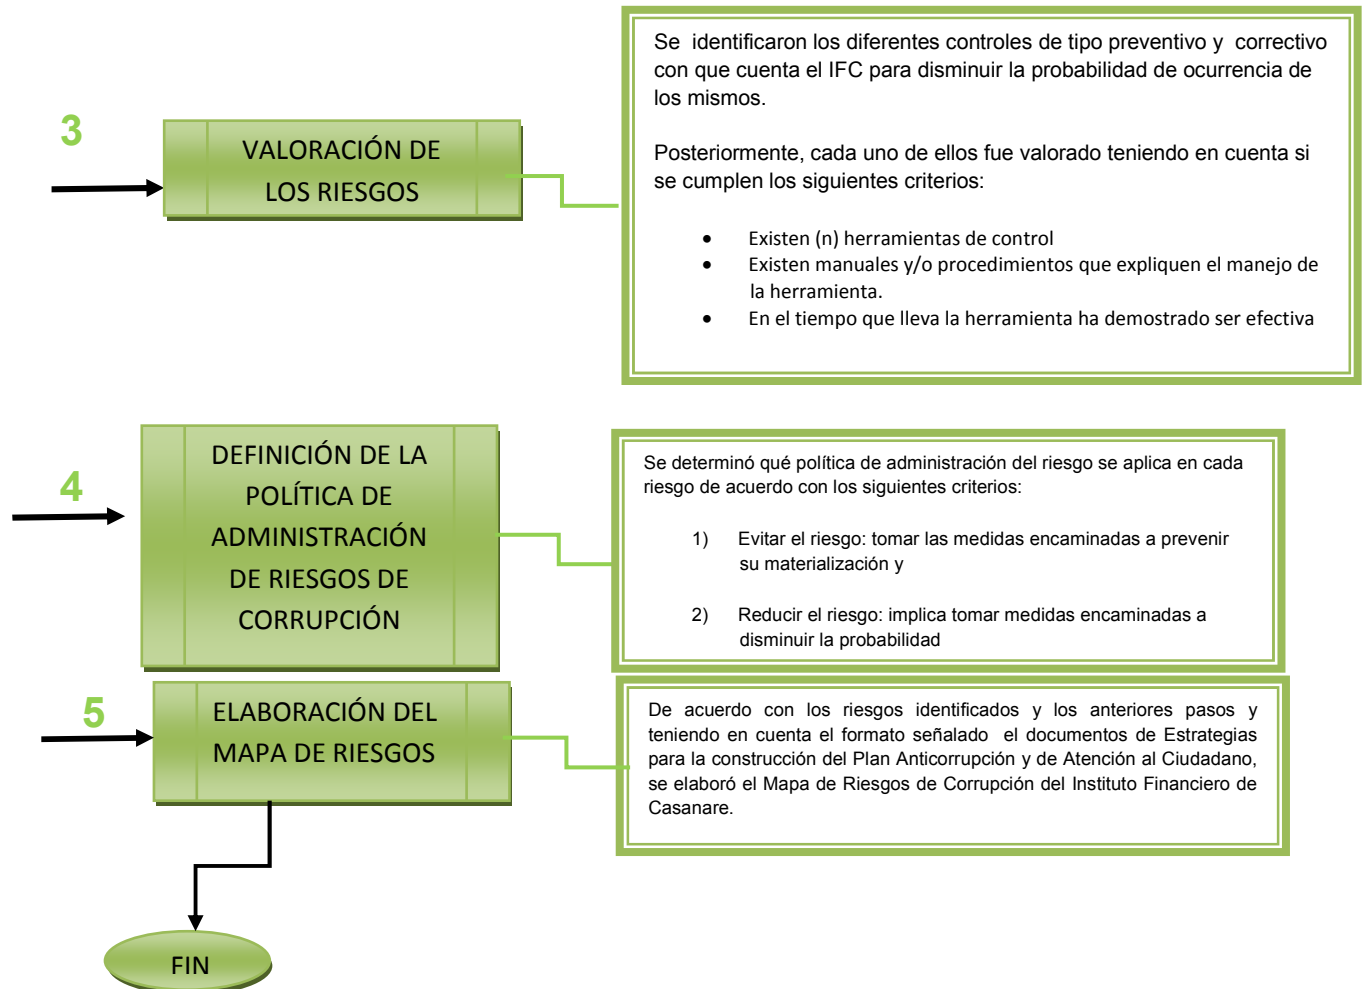 3
VALORACIÓN DE
LOS RIESGOS
Se identificaron los diferentes controles de tipo preventivo y correctivo
con que cuenta el IFC para disminuir la probabilidad de ocurrencia de
los mismos.
Posteriormente, cada uno de ellos fue valorado teniendo en cuenta si
se cumplen los siguientes criterios:
• Existen (n) herramientas de control
• Existen manuales y/o procedimientos que expliquen el manejo de
la herramienta.
• En el tiempo que lleva la herramienta ha demostrado ser efectiva
4
DEFINICIÓN DE LA
POLÍTICA DE
ADMINISTRACIÓN
DE RIESGOS DE
CORRUPCIÓN
Se determinó qué política de administración del riesgo se aplica en cada
riesgo de acuerdo con los siguientes criterios:
1) Evitar el riesgo: tomar las medidas encaminadas a prevenir
su materialización y
2) Reducir el riesgo: implica tomar medidas encaminadas a
disminuir la probabilidad
5
ELABORACIÓN DEL
MAPA DE RIESGOS
De acuerdo con los riesgos identificados y los anteriores pasos y
teniendo en cuenta el formato señalado el documentos de Estrategias
para la construcción del Plan Anticorrupción y de Atención al Ciudadano,
se elaboró el Mapa de Riesgos de Corrupción del Instituto Financiero de
Casanare.
FIN